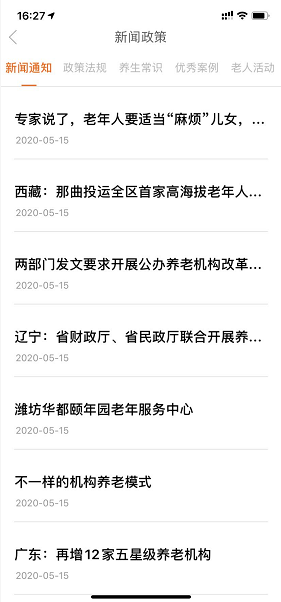 16:27
新闻政策
新闻通知 政策法规 养生常识 优秀案例 老人活动
专家说了，老年人要适当“麻烦”儿女，...
2020-05-15
西藏：那曲投运全区首家高海拔老年人...
2020-05-15
两部门发文要求开展公办养老机构改革...
2020-05-15
辽宁：省财政厅、省民政厅联合开展养...
2020-05-15
潍坊华都颐年园老年服务中心
2020-05-15
不一样的机构养老模式
2020-05-15
广东：再增12家五星级养老机构
2020-05-15